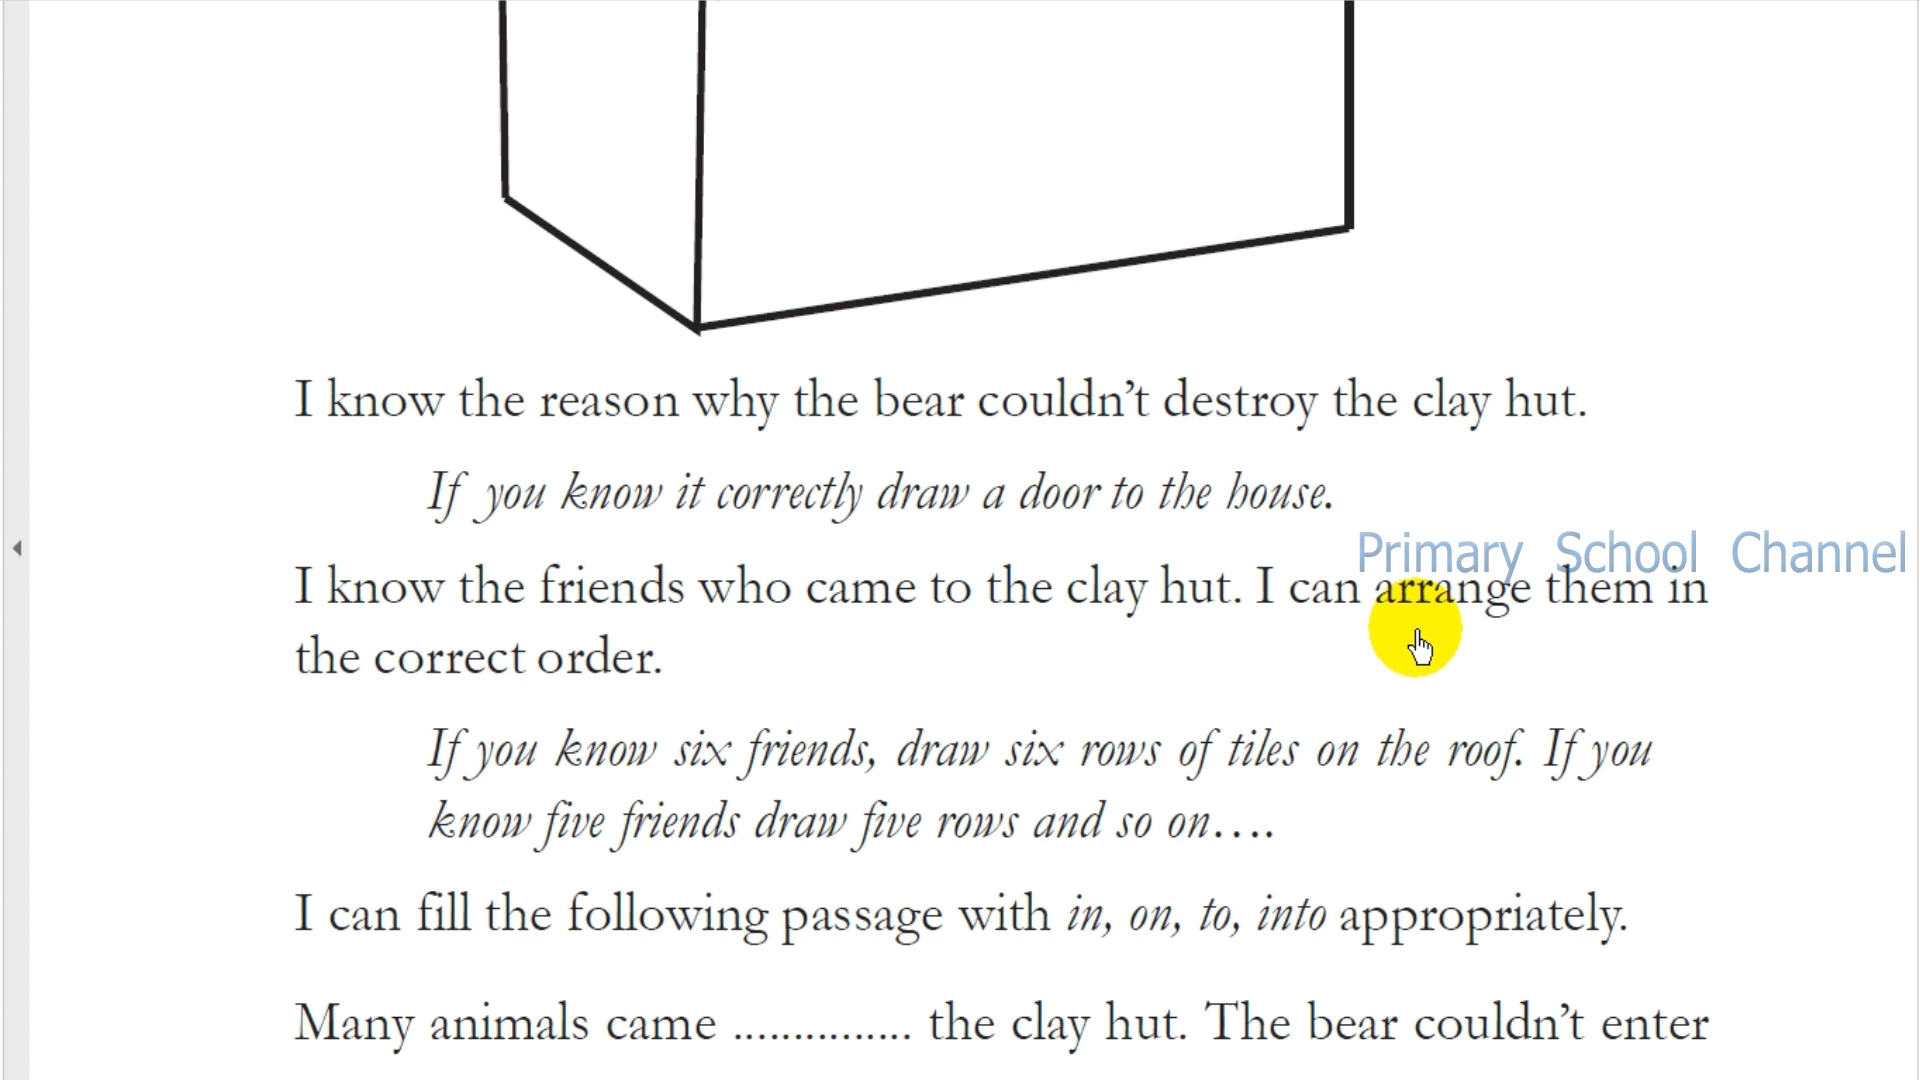 I know the reason why the bear couldn’t destroy the clay hut.
If you know it correctly draw a door to the house.
Primary School Channel
I know the friends who came to the clay hut. I can arrange them in
the correct order.
If you know six friends, draw six rows of tiles on the roof. If you
know five friends draw five rows and so on….
I can fill the following passage with in, on, to, into appropriately.
Many animals came ............... the clay hut. The bear couldn’t enter